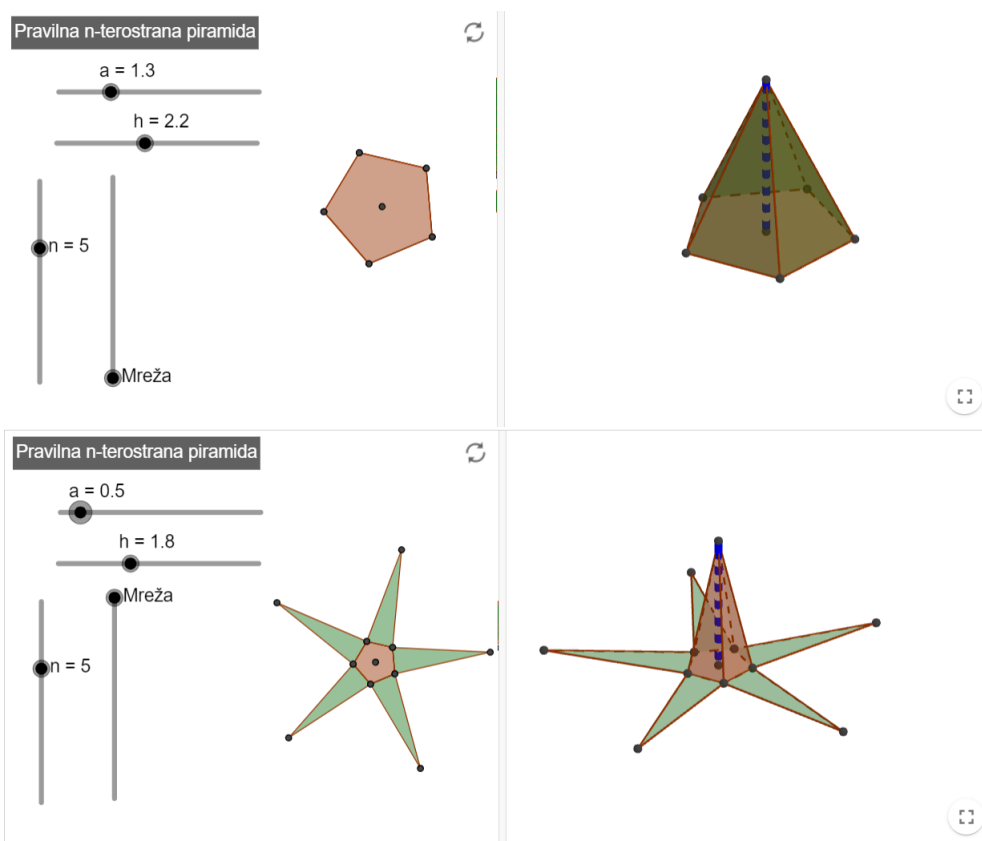 Pravilna n-terostrana piramida
a = 1.3
h = 2.2
n = 5
Mreža
Pravilna n-terostrana piramida
a = 0.5
h = 1.8
Mreža
n = 5